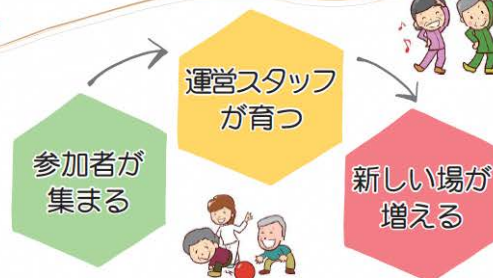 参加者が
集まる
運営スタッフ
が育つ
新しい場が
増える